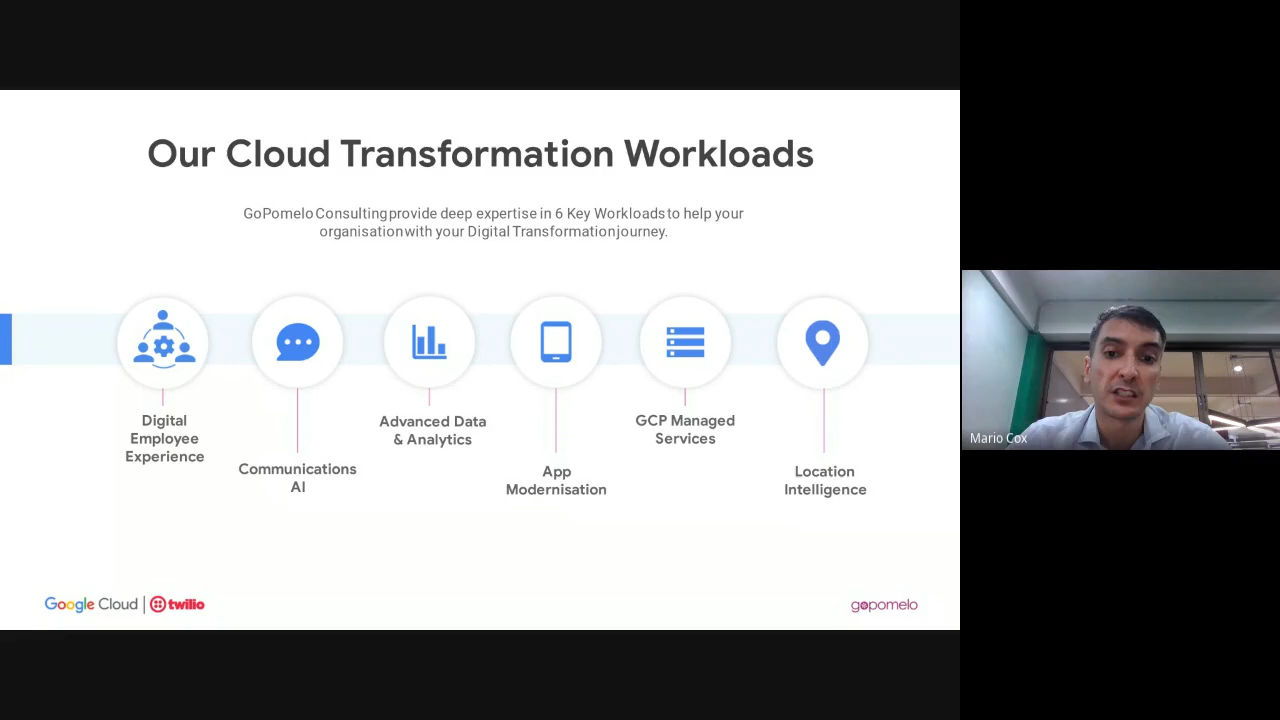 Our Cloud Transformation Workloads
GoPomelo Consulting provide deep expertise in 6 Key Workloads to help your
organisation with your Digital Transformation journey.
Digital
Employee
Experience
Communications
AI
Advanced Data
& Analytics
App
Modernisation
GCP Managed
Services
Location
Intelligence
Google Cloud | twilio
gopomelo
Mario Cox